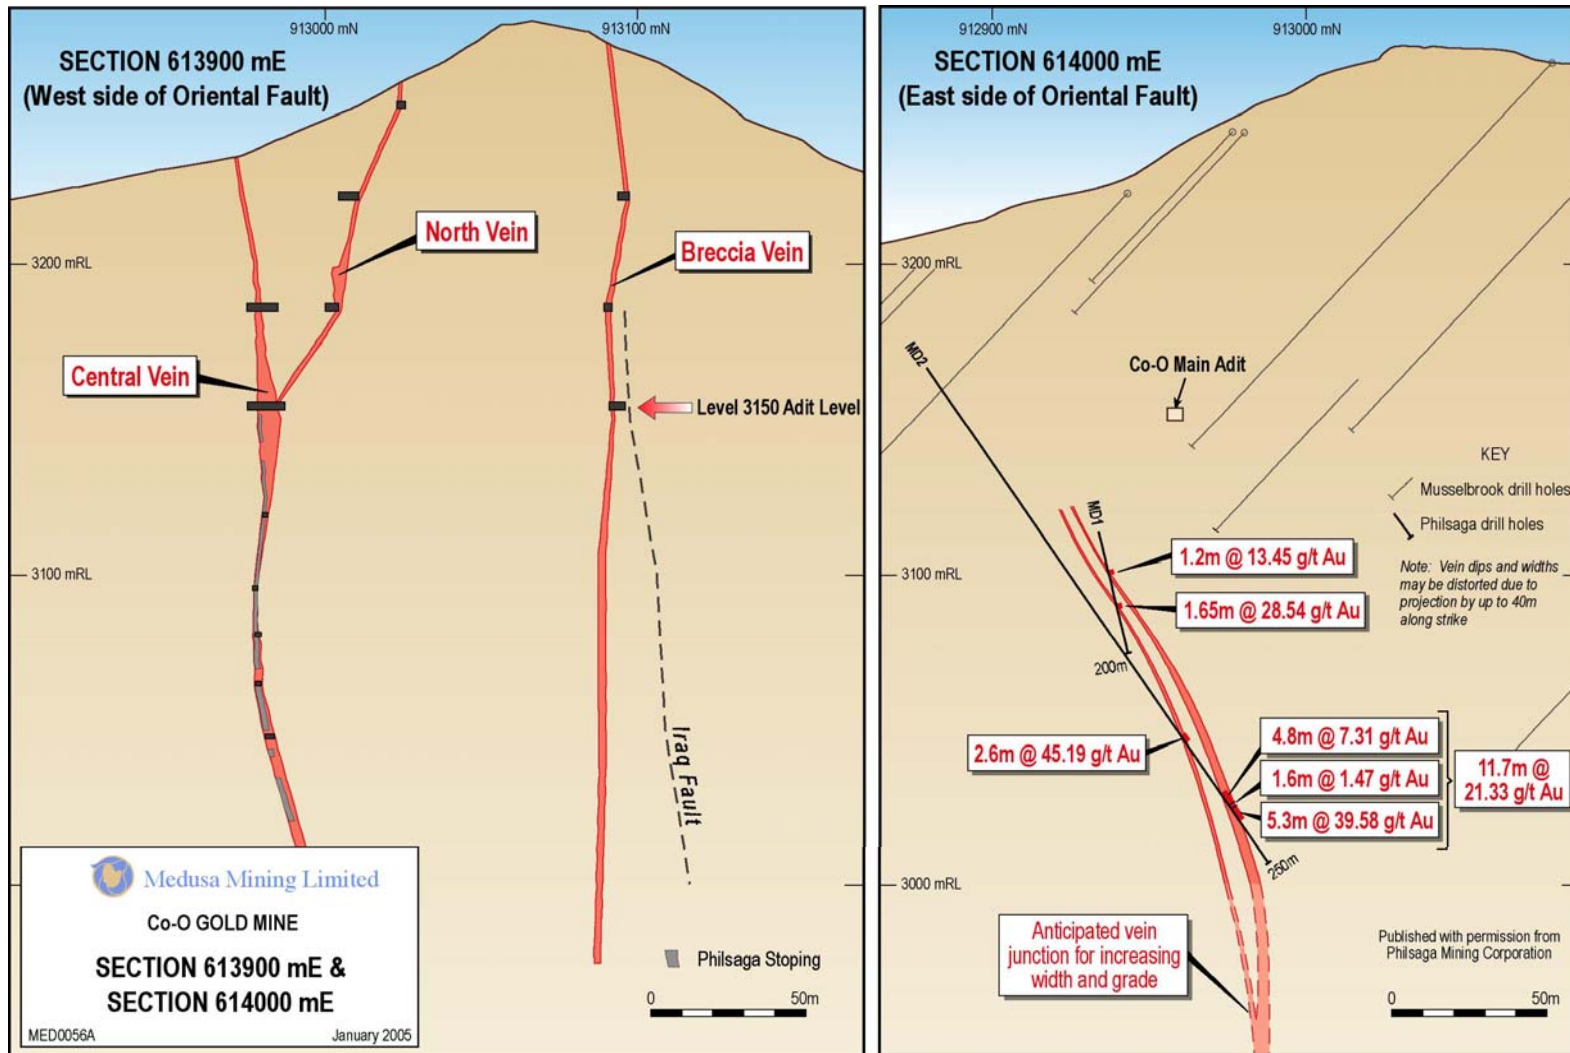 913000 mN
913100 mN
SECTION 613900 mE
(West side of Oriental Fault)
North Vein
Breccia Vein
3200 mRL
Central Vein
Level 3150 Adit Level
3100 mRL
Iraq Fault
3000 mRL
Medusa Mining Limited
Co-O GOLD MINE
SECTION 613900 mE &
SECTION 614000 mE
MED0056A
January 2005
Philsaga Stoping
0
50m
912900 mN
913000 mN
SECTION 614000 mE
(East side of Oriental Fault)
3200 mRL
MD2
Co-O Main Adit
KEY
Musselbrook drill holes
Philsaga drill holes
Note: Vein dips and widths
may be distorted due to
projection by up to 40m
along strike
MD1
1.2m @ 13.45 g/t Au
3100 mRL
1.65m @ 28.54 g/t Au
200m
2.6m @ 45.19 g/t Au
4.8m @ 7.31 g/t Au
1.6m @ 1.47 g/t Au
5.3m @ 39.58 g/t Au
11.7m @
21.33 g/t Au
250m
3000 mRL
Anticipated vein
junction for increasing
width and grade
Published with permission from
Philsaga Mining Corporation
0
50m